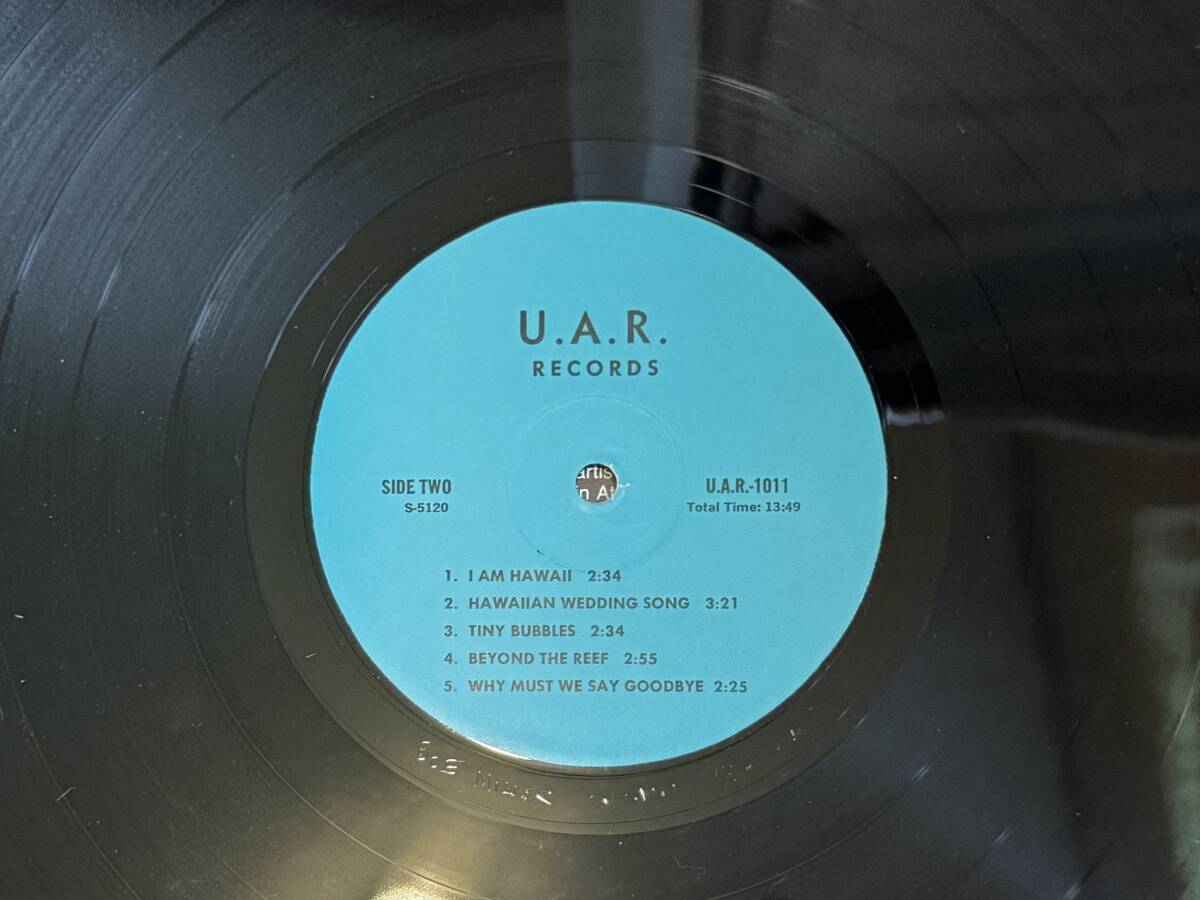 U.A.R.
RECORDS
SIDE TWO
S-5120
U.A.R.-1011
Total Time: 13:49
artis
n At
1. I AM HAWAII 2:34
2. HAWAIIAN WEDDING SONG 3:21
3. TINY BUBBLES 2:34
4. BEYOND THE REEF 2:55
5. WHY MUST WE SAY GOODBYE 2:25